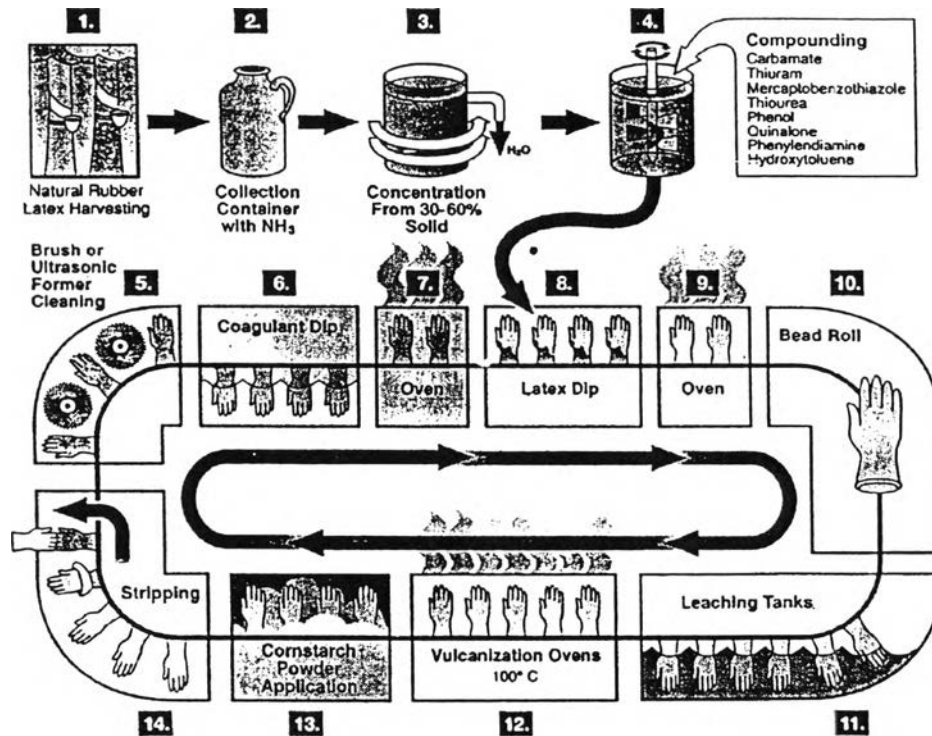 1.
2.
3.
4.
Compounding
Carbamate
Thiuram
Mercaptobenzothiazole
Thiourea
Phenol
Quinalone
Phenylendiamine
Hydroxytoluene
H₂O
Natural Rubber
Latex Harvesting
Collection
Container
with NH₃
Concentration
From 30-60%
Solid
Brush or
Ultrasonic
Former
Cleaning
5.
6.
7.
8.
9.
10.
Coagulant Dip
Oven
Latex Dip
Oven
Bead Roll
Stripping
Cornstarch
Powder
Application
Vulcanization Ovens
100° C
Leaching Tanks
14.
13.
12.
11.